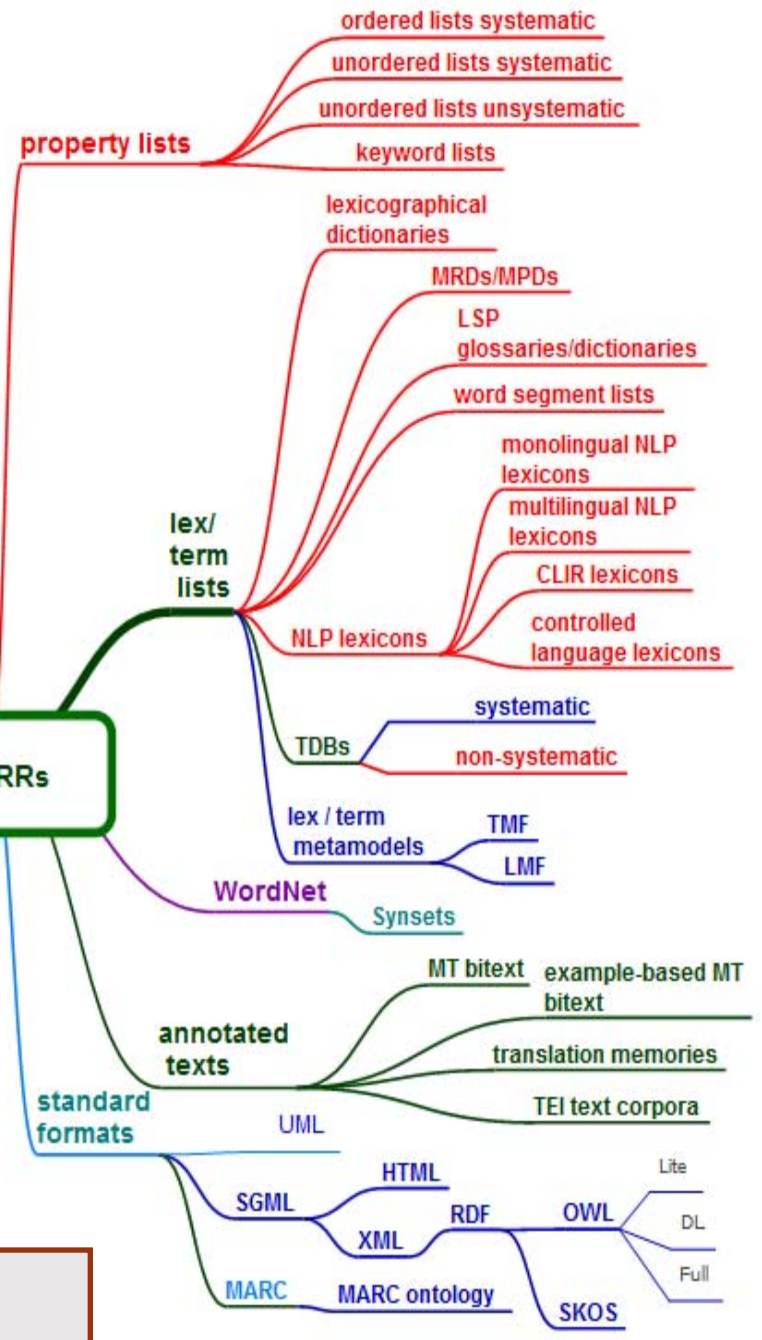 ordered lists systematic
unordered lists systematic
unordered lists unsystematic
property lists
keyword lists
lexicographical
dictionaries
MRDs/MPDs
LSP
glossaries/dictionaries
word segment lists
monolingual NLP
lexicons
multilingual NLP
lexicons
CLIR lexicons
controlled
language lexicons
lex/
term
lists
NLP lexicons
systematic
TDBs
non-systematic
RRs
lex / term
metamodels
TMF
LMF
WordNet
Synsets
MT bitext
example-based MT
bitext
annotated
texts
translation memories
TEI text corpora
standard
formats
UML
HTML
SGML
XML
RDF
OWL
Lite
DL
Full
SKOS
MARC
MARC ontology